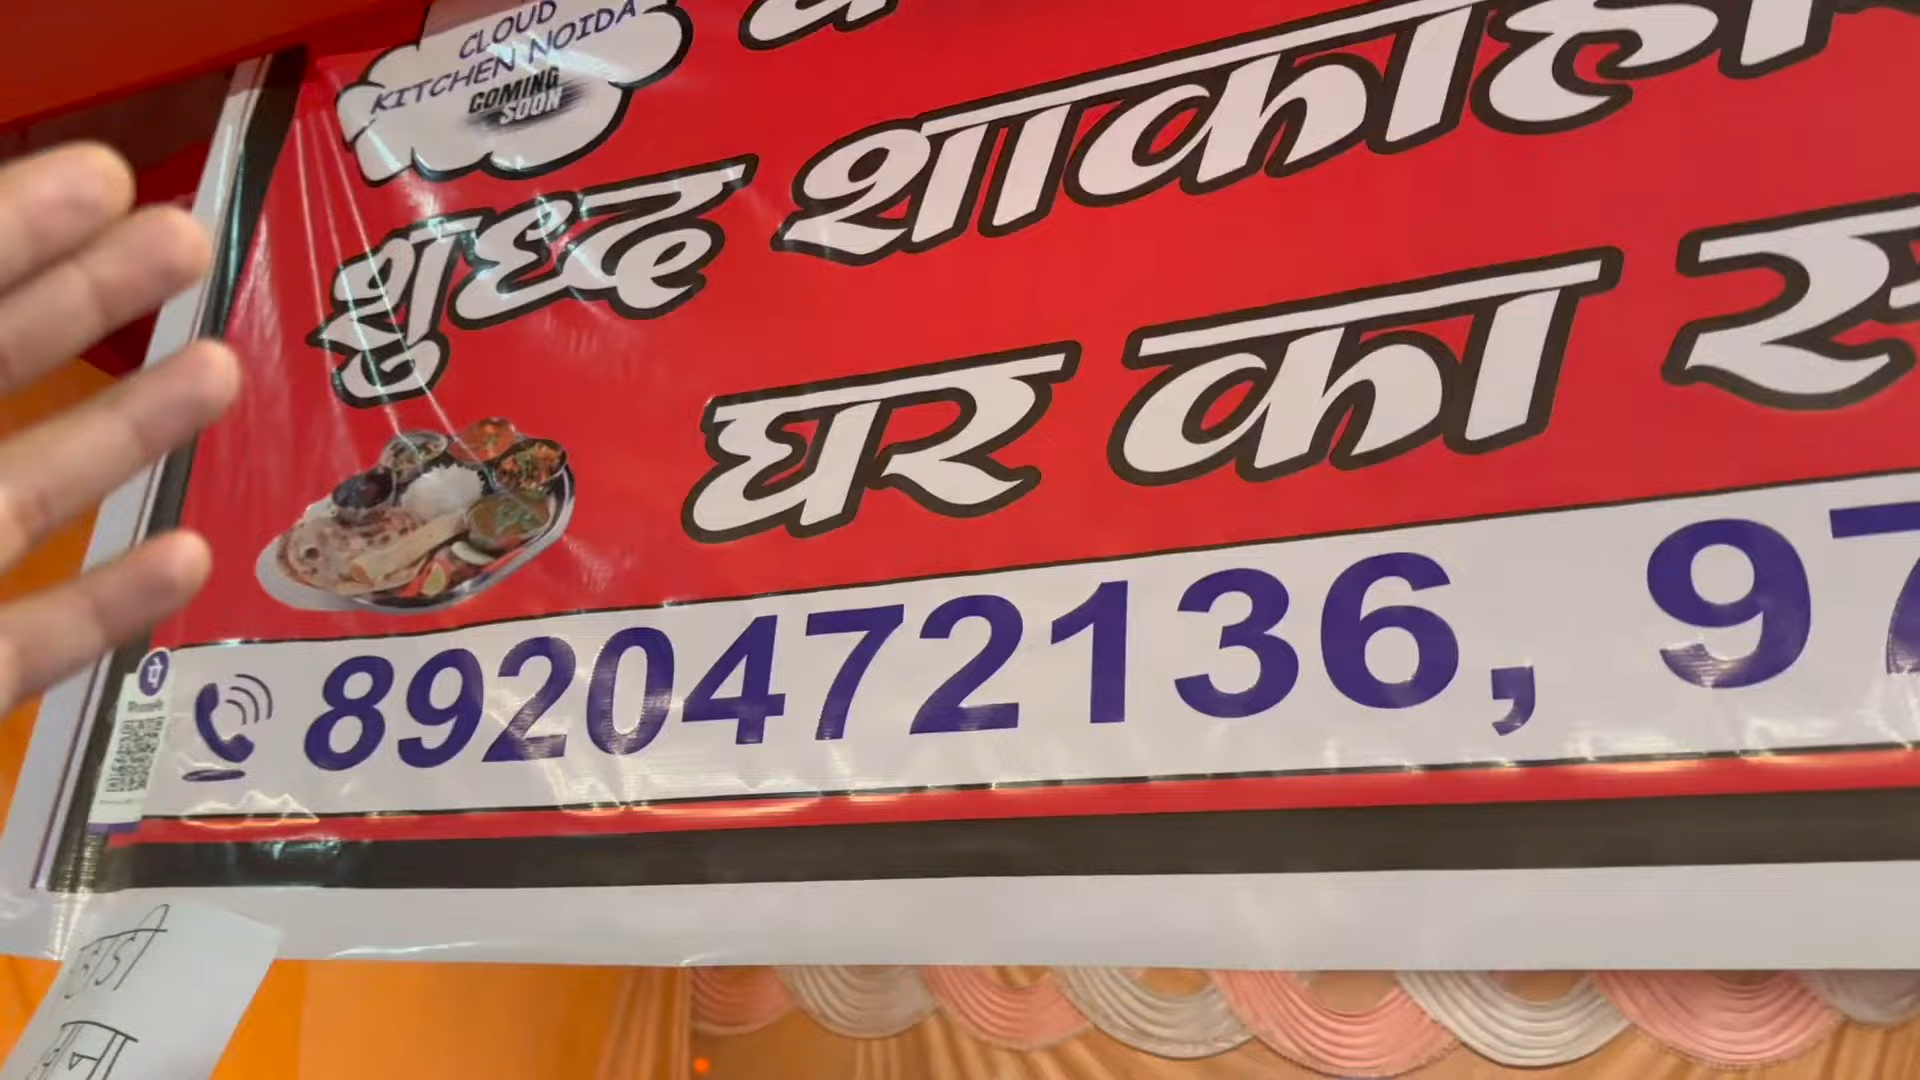 CLOUD
KITCHEN NOIDA
COMING
SOON
शुध्द शाकाहा
घर का
8920472136, 97